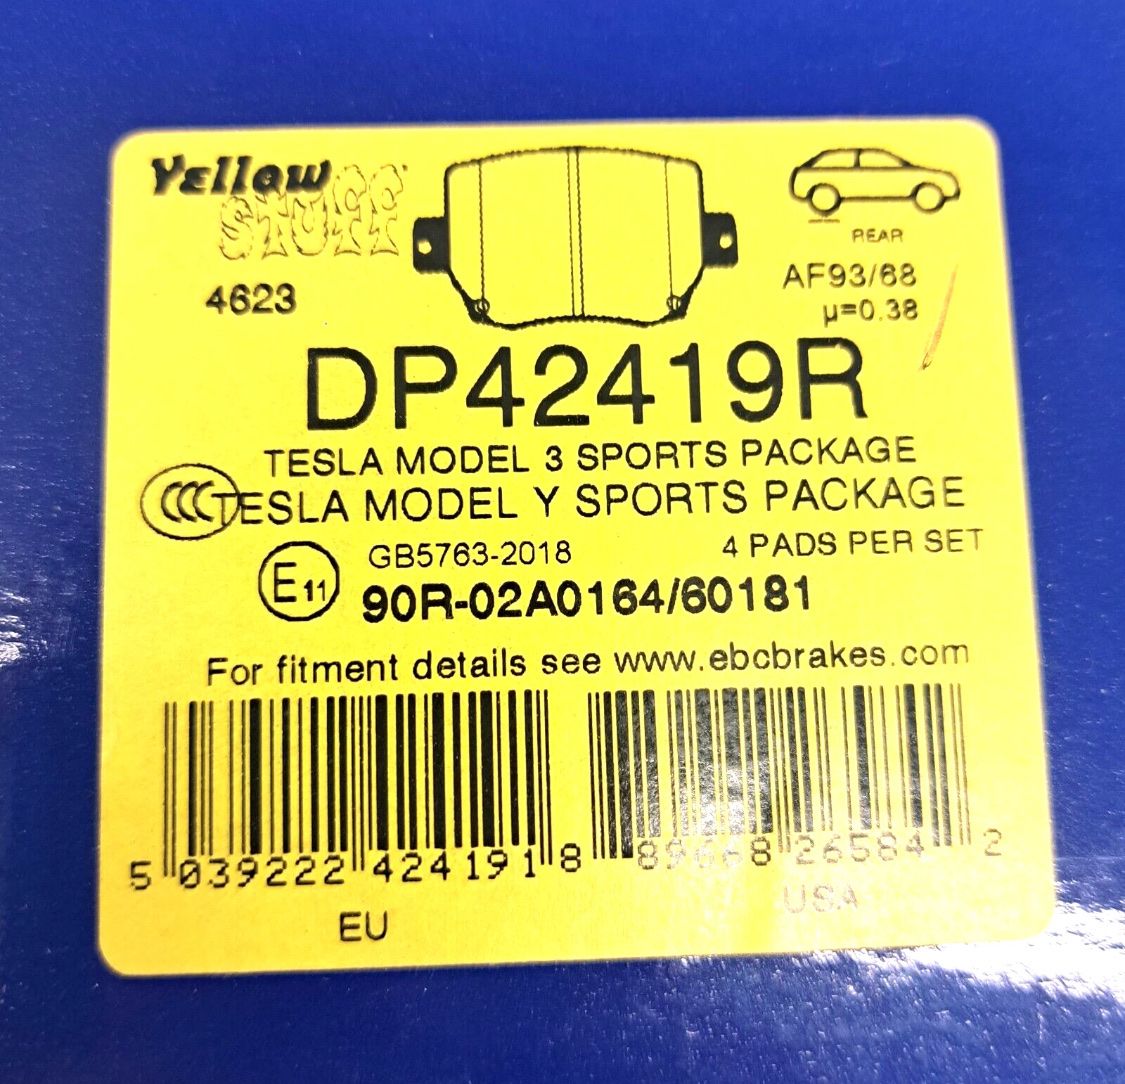 Yellow
STUFF
4623
REAR
AF93/68
µ=0.38
DP42419R
TESLA MODEL 3 SPORTS PACKAGE
CCC
TESLA MODEL Y SPORTS PACKAGE
GB5763-2018
4 PADS PER SET
E11
90R-02A0164/60181
For fitment details see www.ebcbrakes.com
5 039222 424191 8
89668 26584 2
EU
USA